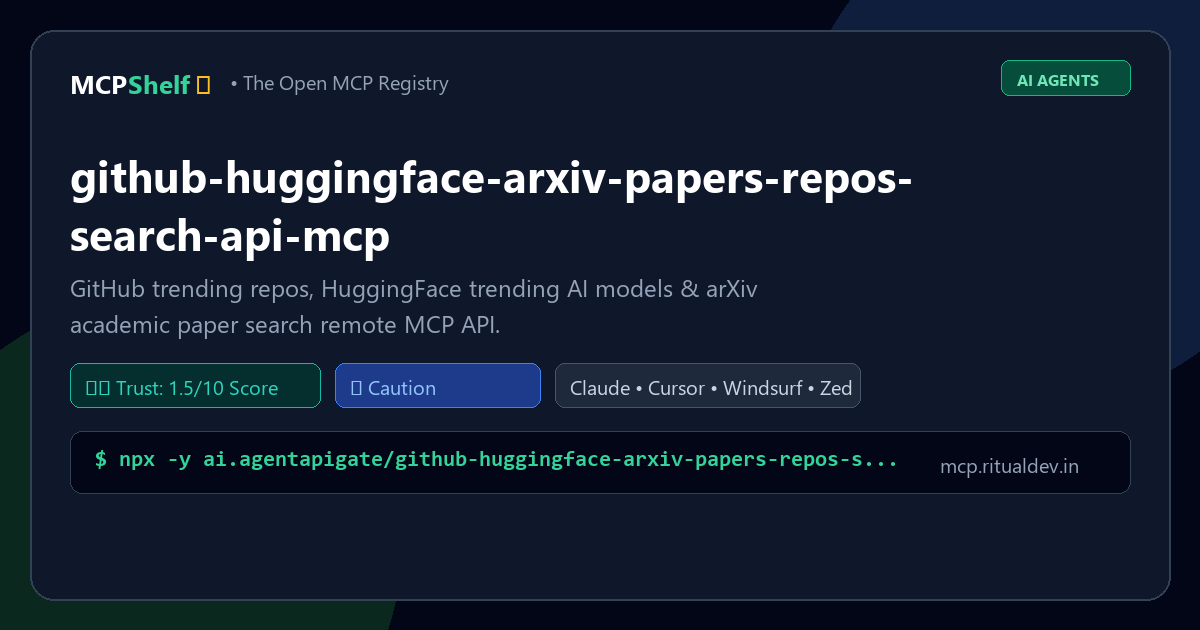 MCPShelf • The Open MCP Registry
AI AGENTS
github-huggingface-arxiv-papers-repos-
search-api-mcp
GitHub trending repos, HuggingFace trending AI models & arXiv
academic paper search remote MCP API.
Trust: 1.5/10 Score
Caution
Claude • Cursor • Windsurf • Zed
$ npx -y ai.agentapigate/github-huggingface-arxiv-papers-repos-s...
mcp.ritualdev.in